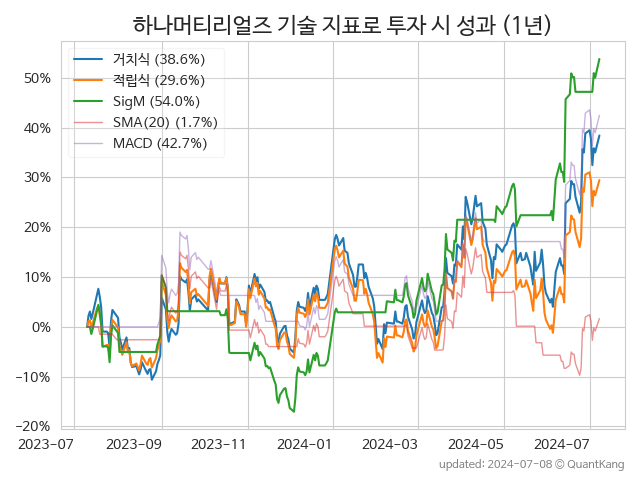 하나머티리얼즈 기술 지표로 투자 시 성과 (1년)
거치식 (38.6%)
적립식 (29.6%)
SigM (54.0%)
SMA(20) (1.7%)
MACD (42.7%)
50%
40%
30%
20%
10%
0%
−10%
−20%
2023-07 2023-09 2023-11 2024-01 2024-03 2024-05 2024-07
updated: 2024-07-08 © QuantKang